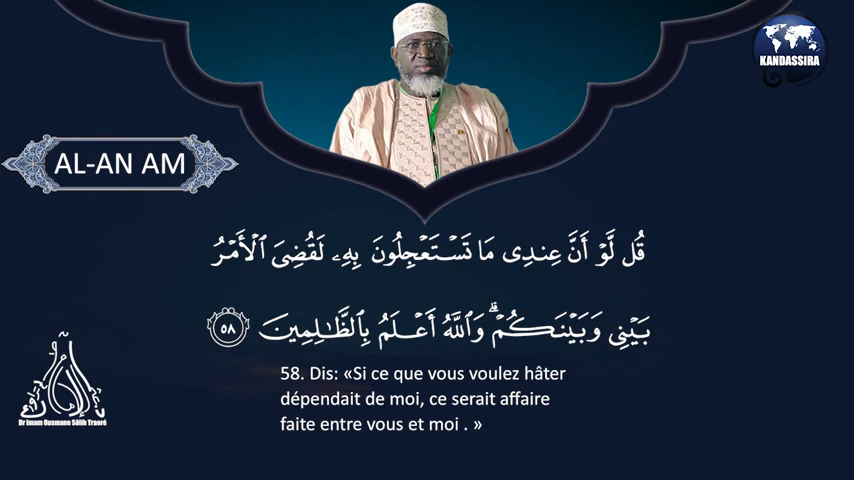 KANDASSIRA
AL-AN AM
قُل لَّوْ أَنَّ عِندِى مَا تَسْتَعْجِلُونَ بِهِۦ لَقُضِىَ ٱلْأَمْرُ
بَيْنِى وَبَيْنَكُمْ ۗ وَٱللَّهُ أَعْلَمُ بِٱلظَّٰلِمِينَ ٥٨
58. Dis: «Si ce que vous voulez hâter
dépendait de moi, ce serait affaire
faite entre vous et moi . »
Dr Imam Ousmane Sölih Traoré